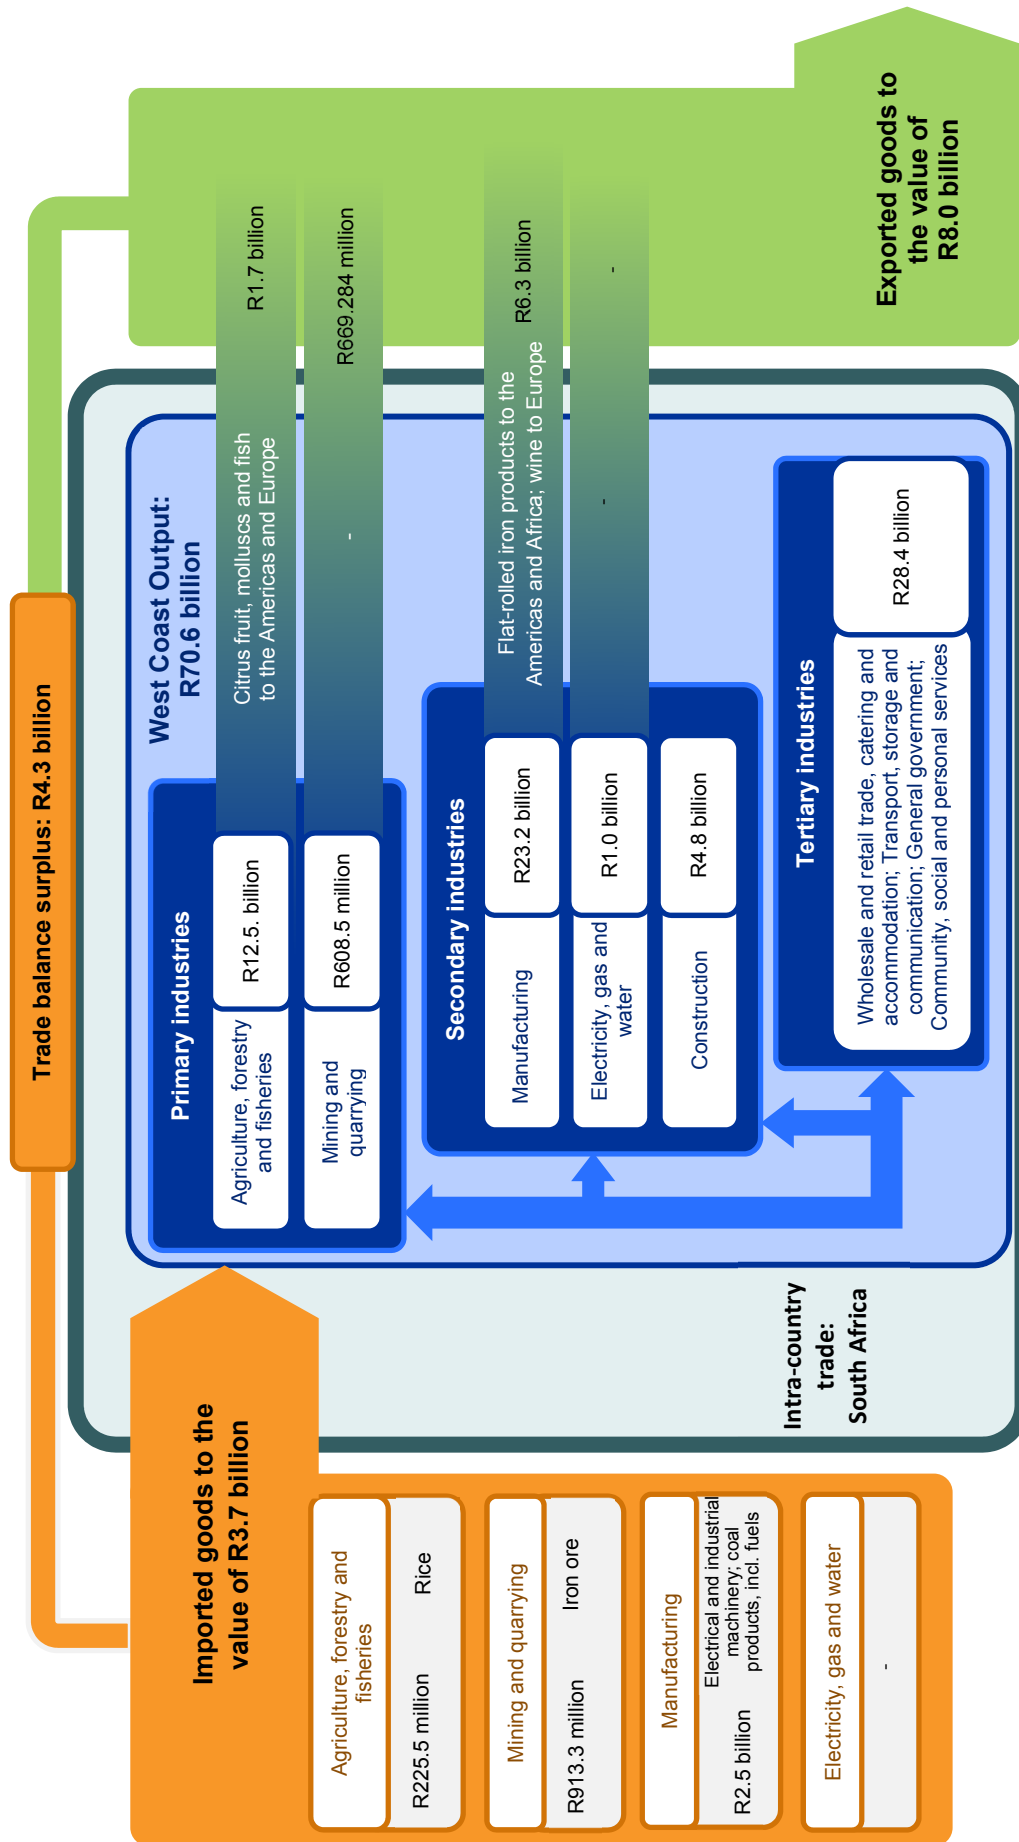 Trade balance surplus: R4.3 billion
Imported goods to the
value of R3.7 billion
Agriculture, forestry and
fisheries
R225.5 million
Rice
Mining and quarrying
R913.3 million
Iron ore
Manufacturing
R2.5 billion
Electrical and industrial
machinery; coal
products, incl. fuels
Electricity, gas and water
-
Intra-country
trade:
South Africa
West Coast Output:
R70.6 billion
Primary industries
Agriculture, forestry
and fisheries
R12.5. billion
Citrus fruit, molluscs and fish
to the Americas and Europe
R1.7 billion
Mining and
quarrying
R608.5 million
-
R669.284 million
Secondary industries
Manufacturing
R23.2 billion
Flat-rolled iron products to the
Americas and Africa; wine to Europe
R6.3 billion
Electricity, gas and
water
R1.0 billion
-
-
Construction
R4.8 billion
Tertiary industries
Wholesale and retail trade, catering and
accommodation; Transport, storage and
communication; General government;
Community, social and personal services
R28.4 billion
Exported goods to
the value of
R8.0 billion